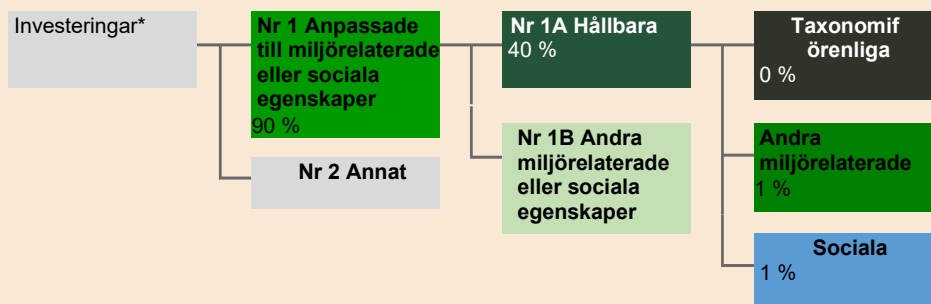 Investeringar*
Nr 1 Anpassade
till miljörelaterade
eller sociala
egenskaper
90 %
Nr 2 Annat
Nr 1A Hållbara
40 %
Nr 1B Andra
miljörelaterade
eller sociala
egenskaper
Taxonomif
örenliga
0 %
Andra
miljörelaterade
1 %
Sociala
1 %